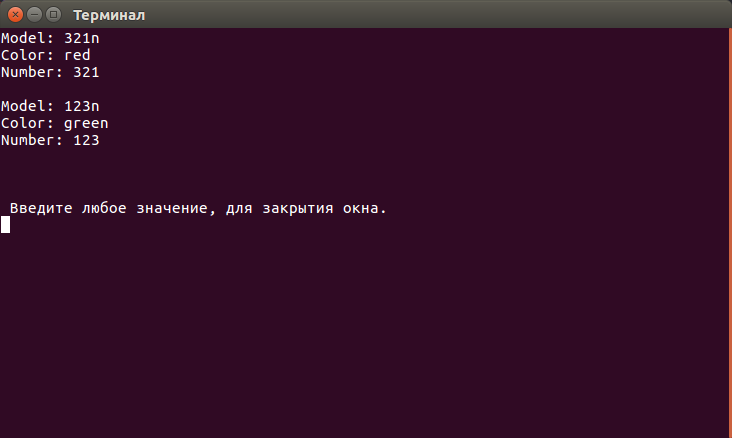 Терминал
Model: 321n
Color: red
Number: 321
Model: 123n
Color: green
Number: 123
Введите любое значение, для закрытия окна.